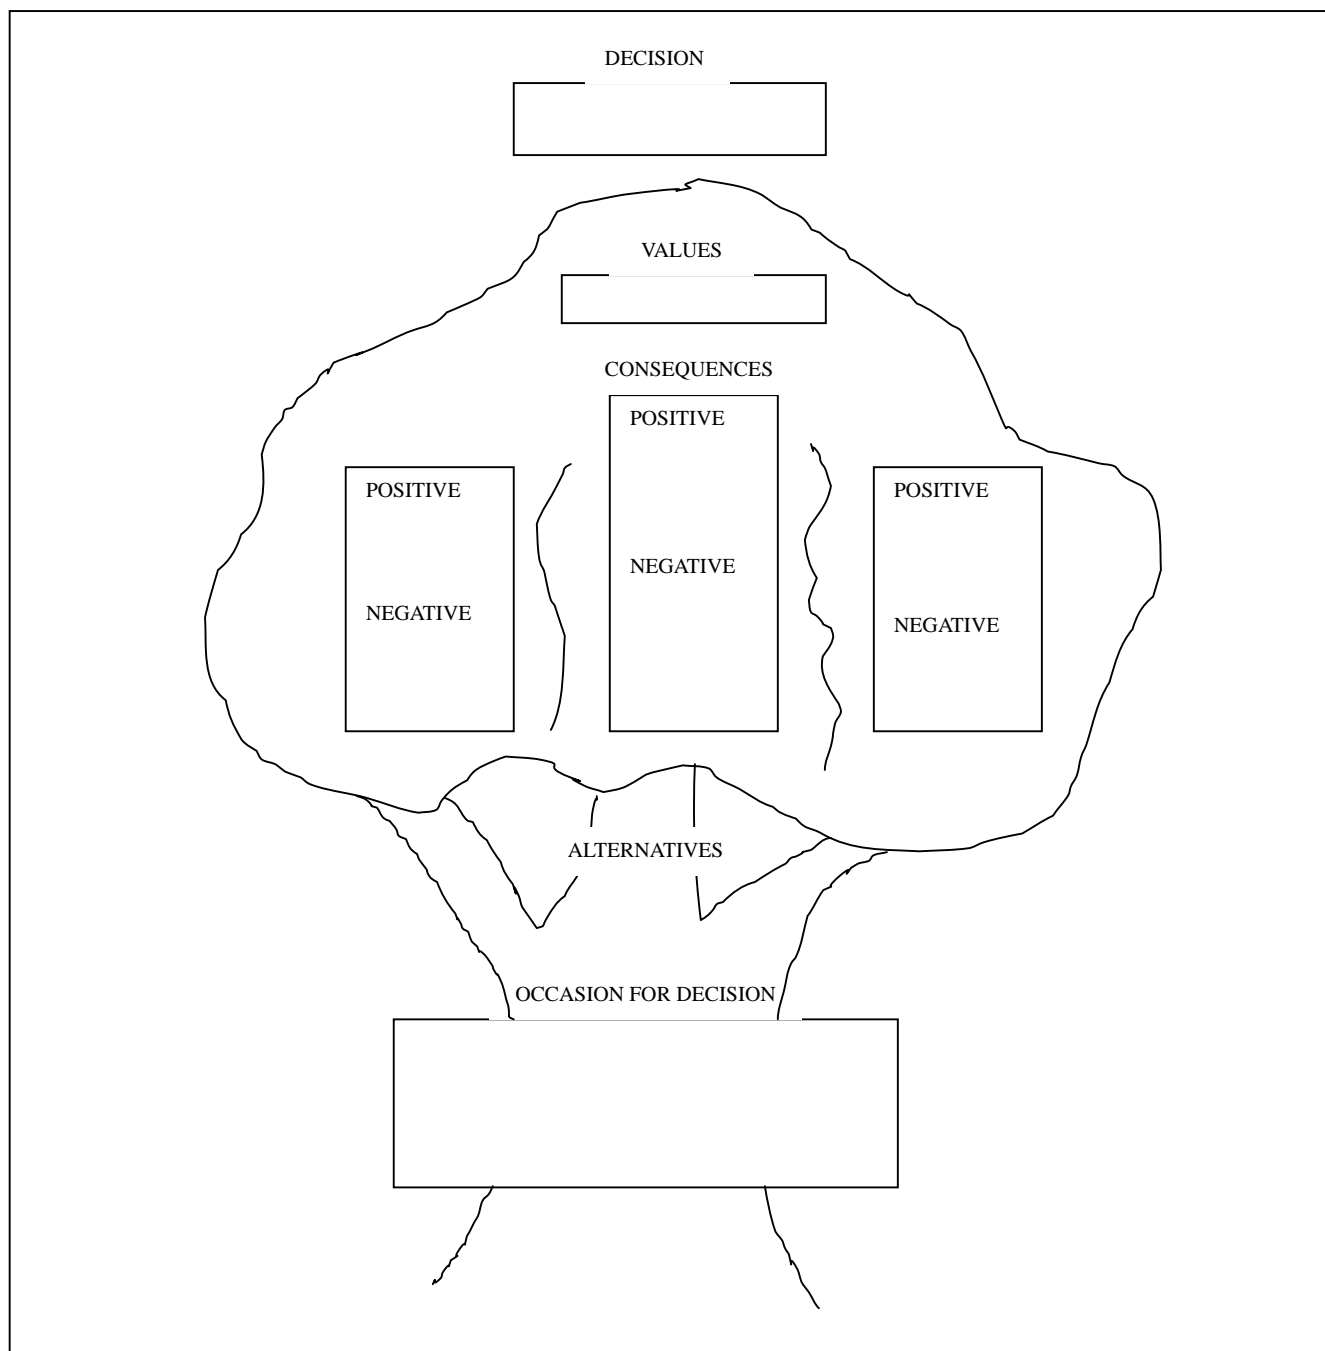 DECISION
VALUES
CONSEQUENCES
POSITIVE
NEGATIVE
POSITIVE
NEGATIVE
POSITIVE
NEGATIVE
ALTERNATIVES
OCCASION FOR DECISION